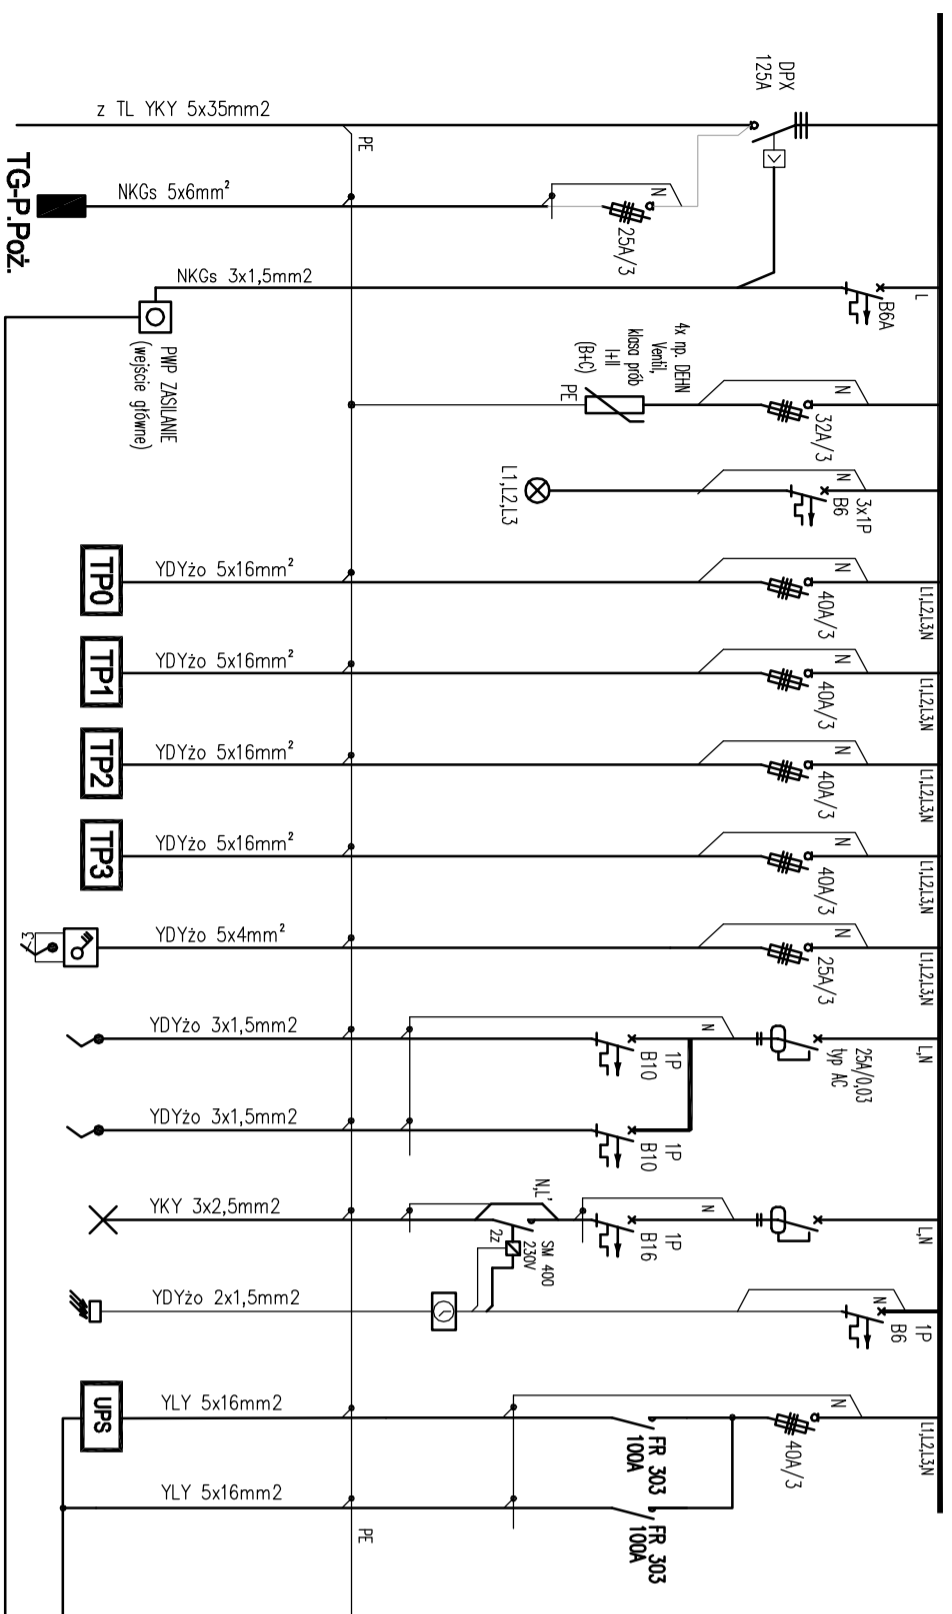 DPX
125A
z TL YKY 5x35mm2
PE
TG-P.Poż.
NKGs 5x6mm²
N
25A/3
NKGs 3x1,5mm2
L
B6A
PWP ZASILANIE
(wejście główne)
4x np. DEHN
Ventil,
klasa prób
I+II
(B+C)
PE
N
32A/3
L1,L2,L3
N
3x1P
B6
TP0
YDYżo 5x16mm²
N
40A/3
L1,L2,L3,N
TP1
YDYżo 5x16mm²
N
40A/3
L1,L2,L3,N
TP2
YDYżo 5x16mm²
N
40A/3
L1,L2,L3,N
TP3
YDYżo 5x16mm²
N
40A/3
L1,L2,L3,N
YDYżo 5x4mm²
N
25A/3
L1,L2,L3,N
YDYżo 3x1,5mm2
1P
B10
N
25A/0,03
typ AC
L,N
YDYżo 3x1,5mm2
1P
B10
YKY 3x2,5mm2
N,L'
2z
SM 400
230V
1P
B16
N
L,N
YDYżo 2x1,5mm2
N
1P
B6
UPS
YLY 5x16mm2
FR 303
100A
N
40A/3
L1,L2,L3,N
YLY 5x16mm2
FR 303
100A
PE